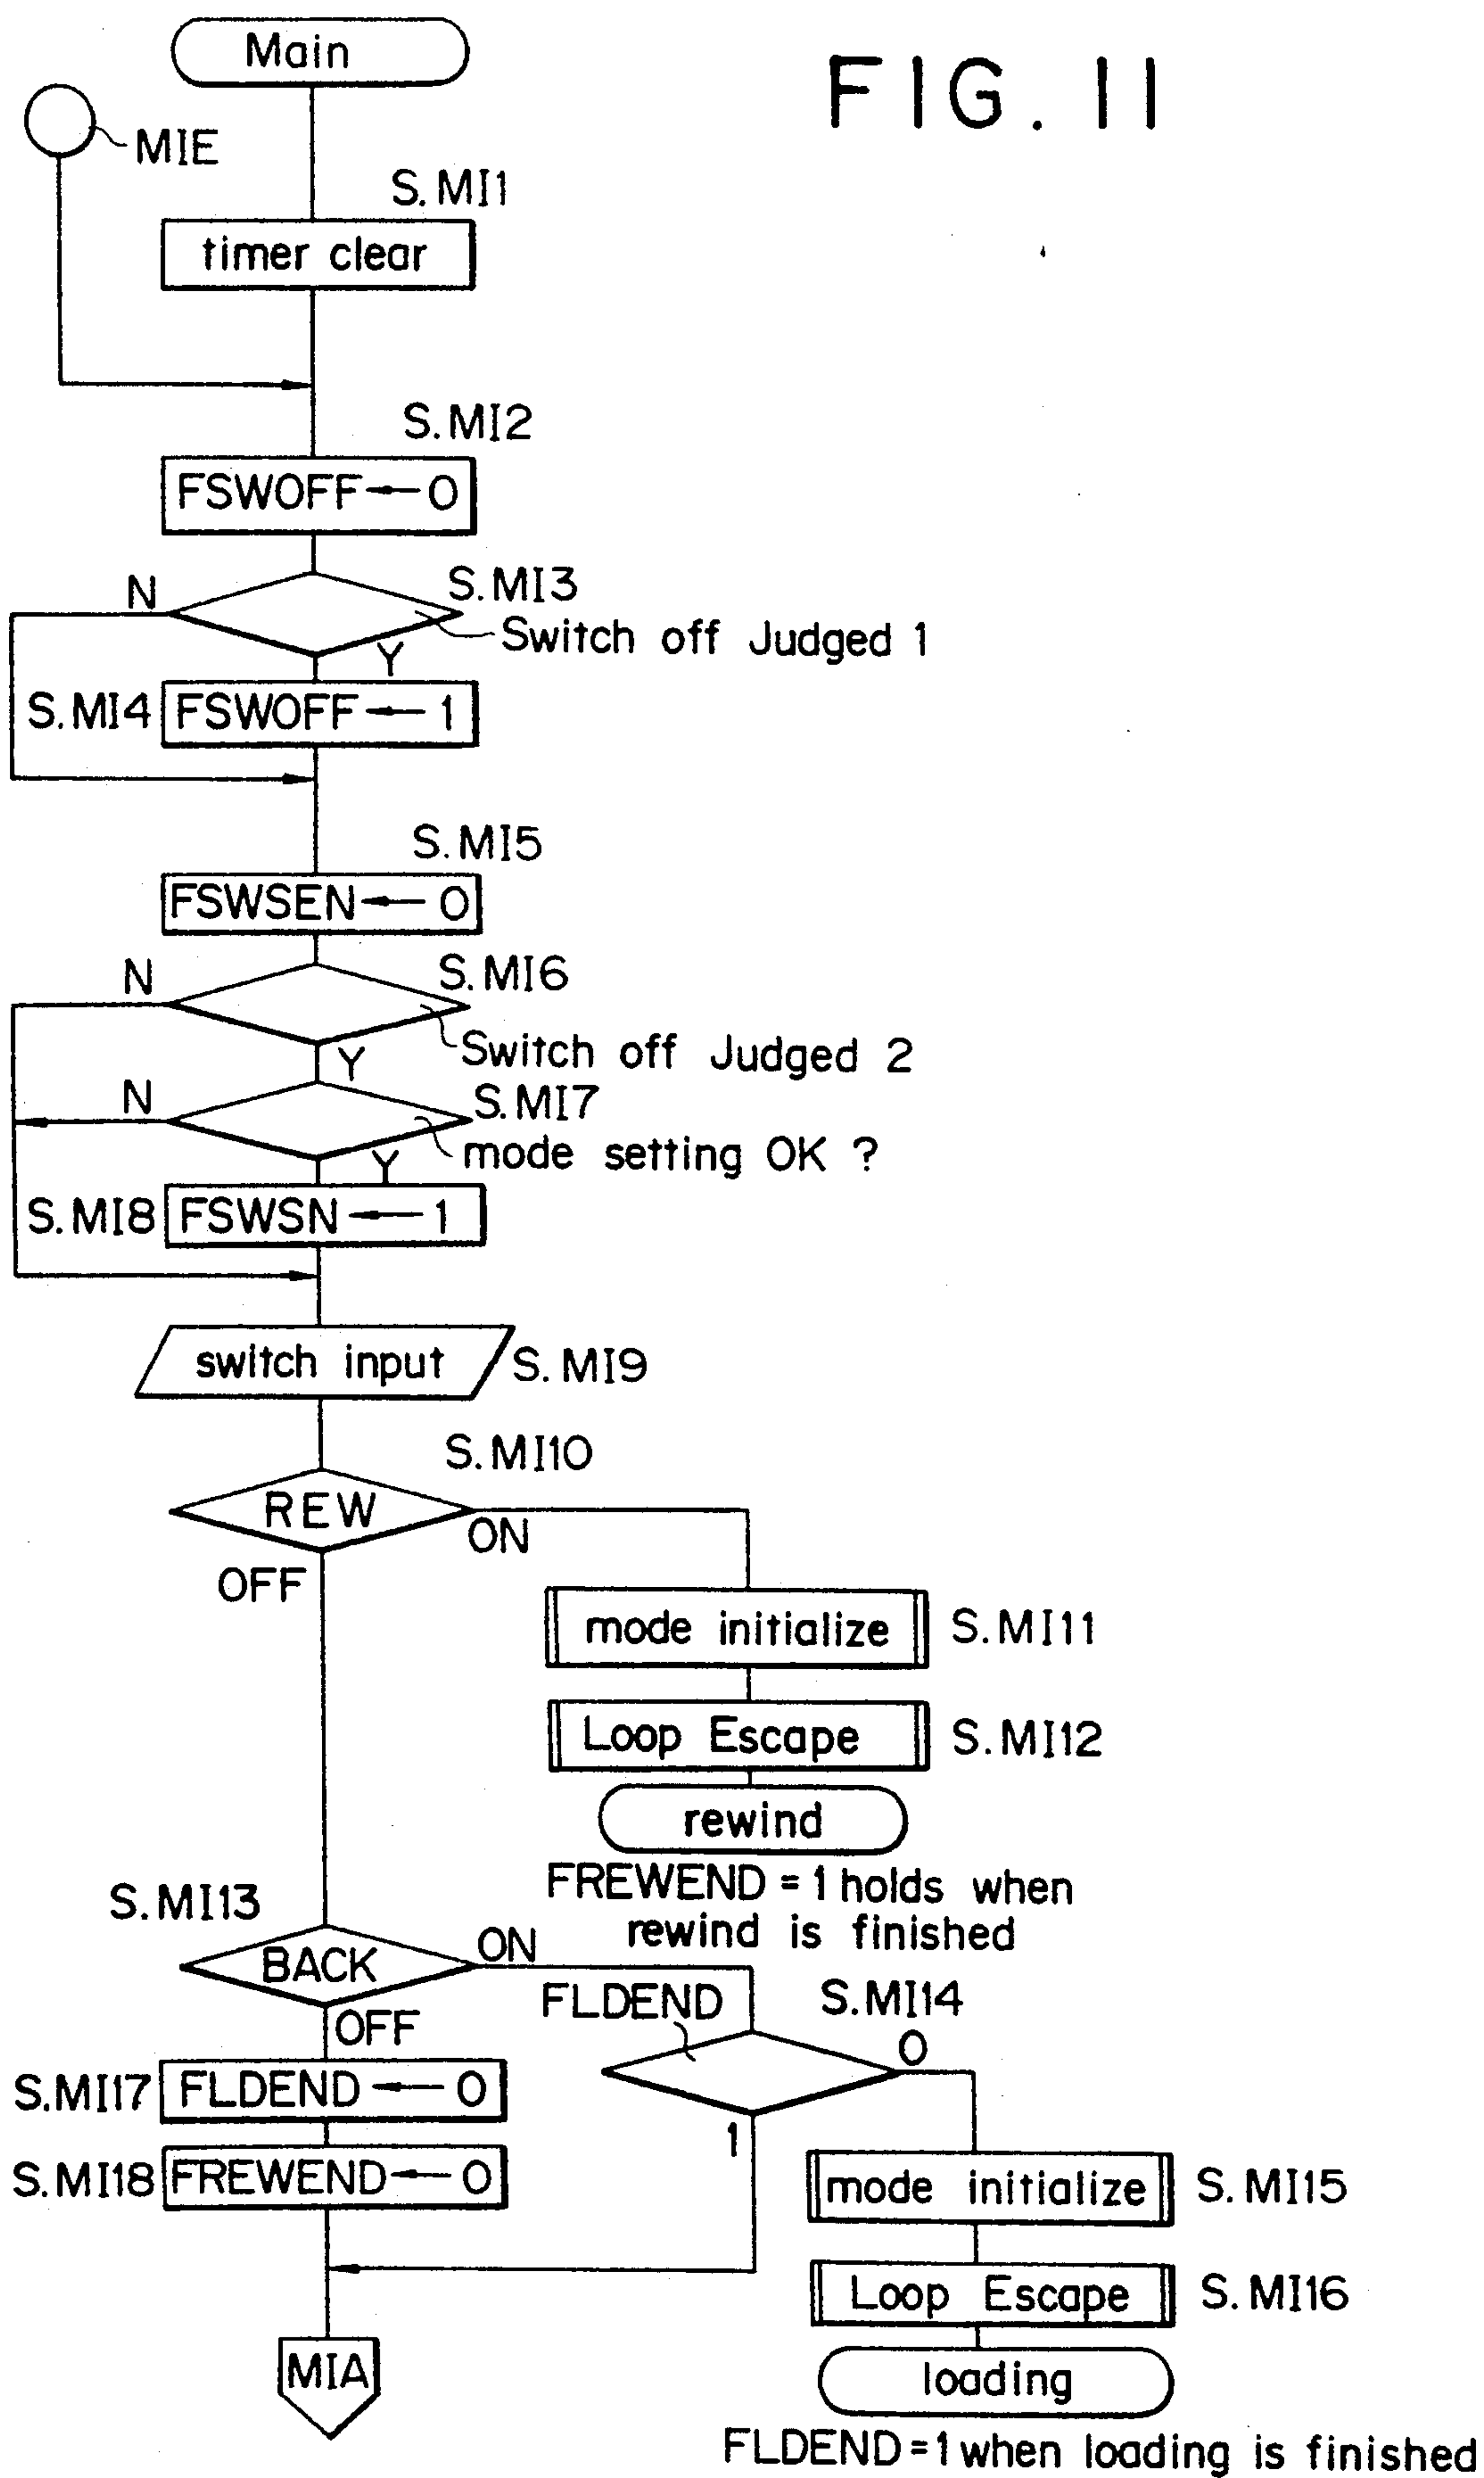 Main
FIG. 11
MIE
S. MI1
timer clear
S. MI2
FSWOFF ← 0
N
S. MI3
Switch off Judged 1
Y
S. MI4
FSWOFF ← 1
S. MI5
FSWSEN ← 0
N
S. MI6
Switch off Judged 2
Y
N
S. MI7
mode setting OK ?
Y
S. MI8
FSWSN ← 1
switch input
S. MI9
S. MI10
REW
ON
OFF
mode initialize
S. MI11
Loop Escape
S. MI12
rewind
FREWEND = 1 holds when
rewind is finished
S. MI13
BACK
ON
OFF
FLDEND
S. MI14
0
1
S. MI17
FLDEND ← 0
S. MI18
FREWEND ← 0
mode initialize
S. MI15
Loop Escape
S. MI16
MIA
loading
FLDEND = 1 when loading is finished